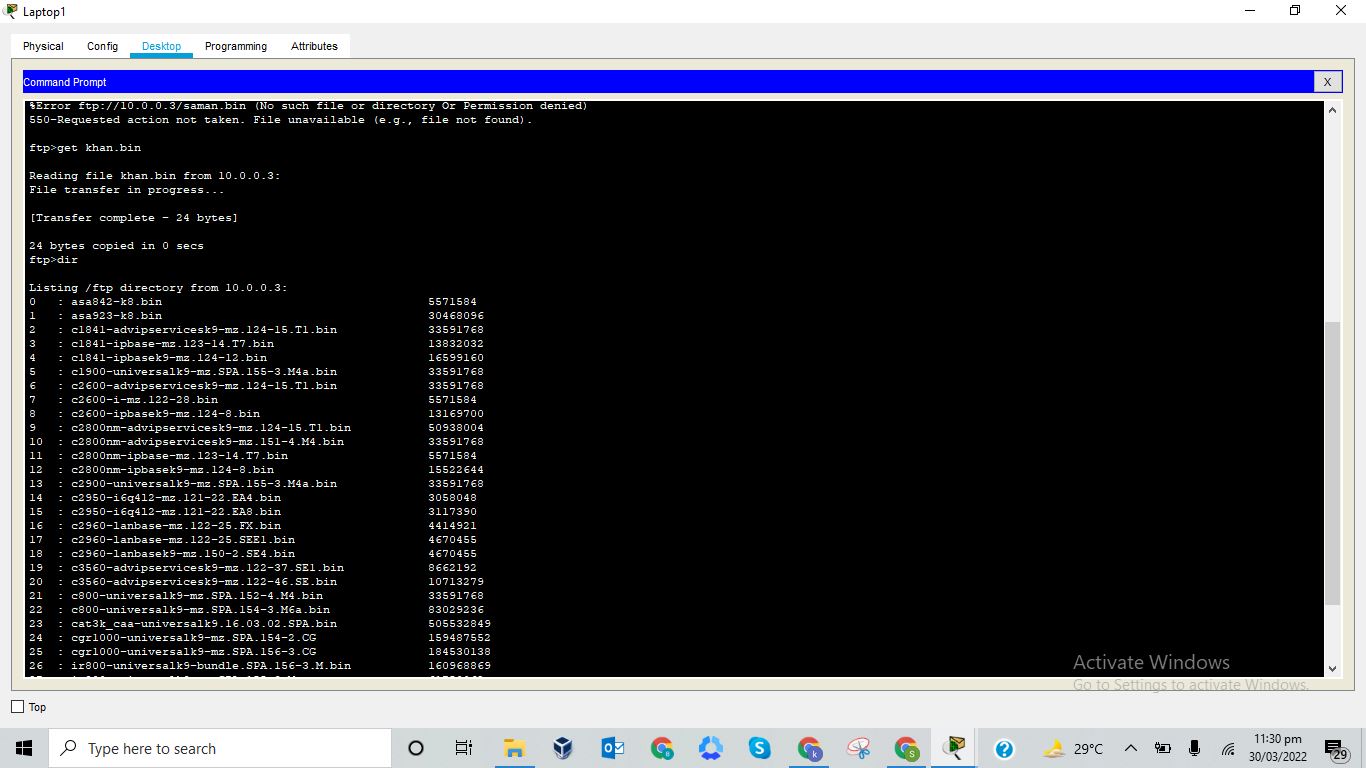 Laptop1
Physical Config Desktop Programming Attributes
Command Prompt X
%Error ftp://10.0.0.3/saman.bin (No such file or directory Or Permission denied)
550-Requested action not taken. File unavailable (e.g., file not found).
ftp>get khan.bin
Reading file khan.bin from 10.0.0.3:
File transfer in progress...
[Transfer complete - 24 bytes]
24 bytes copied in 0 secs
ftp>dir
Listing /ftp directory from 10.0.0.3:
0 : asa842-k8.bin 5571584
1 : asa923-k8.bin 30468096
2 : c1841-advipservicesk9-mz.124-15.T1.bin 33591768
3 : c1841-ipbase-mz.123-14.T7.bin 13832032
4 : c1841-ipbasek9-mz.124-12.bin 16599160
5 : c1900-universalk9-mz.SPA.155-3.M4a.bin 33591768
6 : c2600-advipservicesk9-mz.124-15.T1.bin 33591768
7 : c2600-i-mz.122-28.bin 5571584
8 : c2600-ipbasek9-mz.124-8.bin 13169700
9 : c2800nm-advipservicesk9-mz.124-15.T1.bin 50938004
10 : c2800nm-advipservicesk9-mz.151-4.M4.bin 33591768
11 : c2800nm-ipbase-mz.123-14.T7.bin 5571584
12 : c2800nm-ipbasek9-mz.124-8.bin 15522644
13 : c2900-universalk9-mz.SPA.155-3.M4a.bin 33591768
14 : c2950-i6q4l2-mz.121-22.EA4.bin 3058048
15 : c2950-i6q4l2-mz.121-22.EA8.bin 3117390
16 : c2960-lanbase-mz.122-25.FX.bin 4414921
17 : c2960-lanbase-mz.122-25.SEE1.bin 4670455
18 : c2960-lanbasek9-mz.150-2.SE4.bin 4670455
19 : c3560-advipservicesk9-mz.122-37.SE1.bin 8662192
20 : c3560-advipservicesk9-mz.122-46.SE.bin 10713279
21 : c800-universalk9-mz.SPA.152-4.M4.bin 33591768
22 : c800-universalk9-mz.SPA.154-3.M6a.bin 83029236
23 : cat3k_caa-universalk9.16.03.02.SPA.bin 505532849
24 : cgr1000-universalk9-mz.SPA.154-2.CG 159487552
25 : cgr1000-universalk9-mz.SPA.156-3.CG 184530138
26 : ir800-universalk9-bundle.SPA.156-3.M.bin 160968869
Activate Windows
Go to Settings to activate Windows.
Top
Type here to search
29°C
11:30 pm
30/03/2022
29